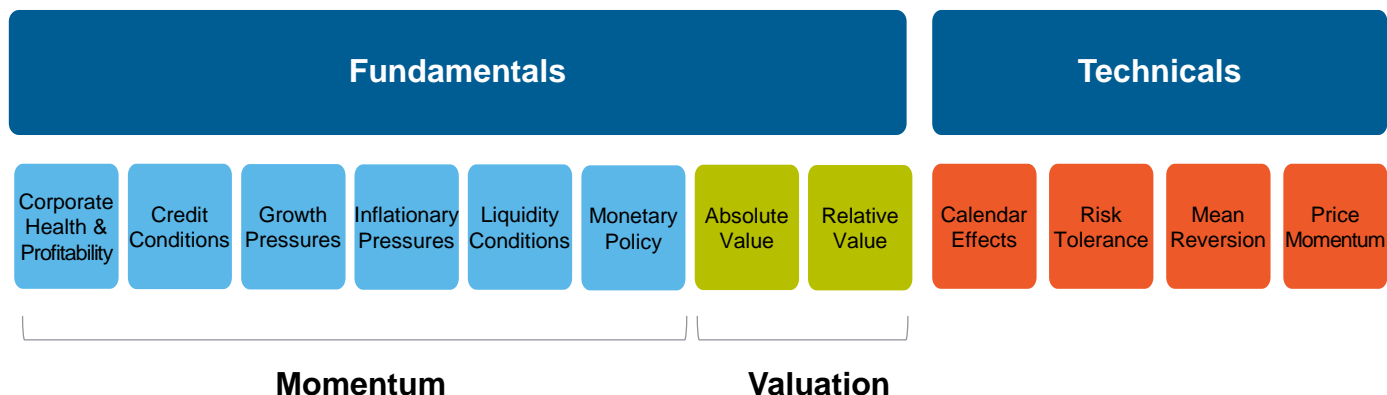 Fundamentals
Technicals
Corporate
Health &
Profitability
Credit
Conditions
Growth
Pressures
Inflationary
Pressures
Liquidity
Conditions
Monetary
Policy
Absolute
Value
Relative
Value
Calendar
Effects
Risk
Tolerance
Mean
Reversion
Price
Momentum
Momentum
Valuation